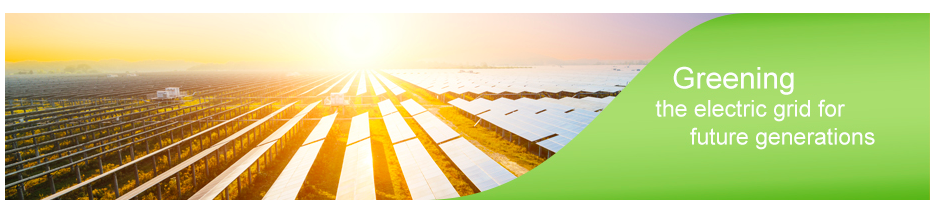 Greening
the electric grid for
future generations